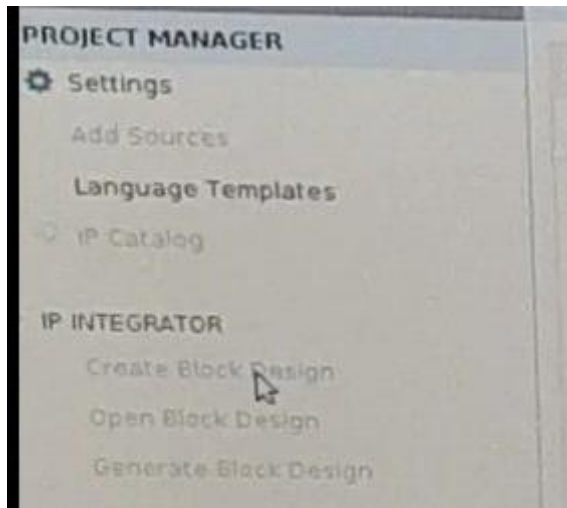 PROJECT MANAGER
Settings
Add Sources
Language Templates
IP Catalog
IP INTEGRATOR
Create Block Design
Open Block Design
Generate Block Design